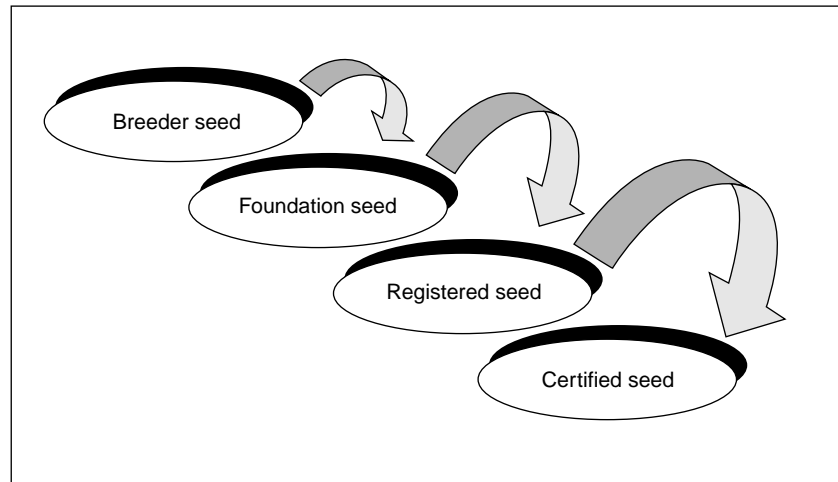 Breeder seed
Foundation seed
Registered seed
Certified seed